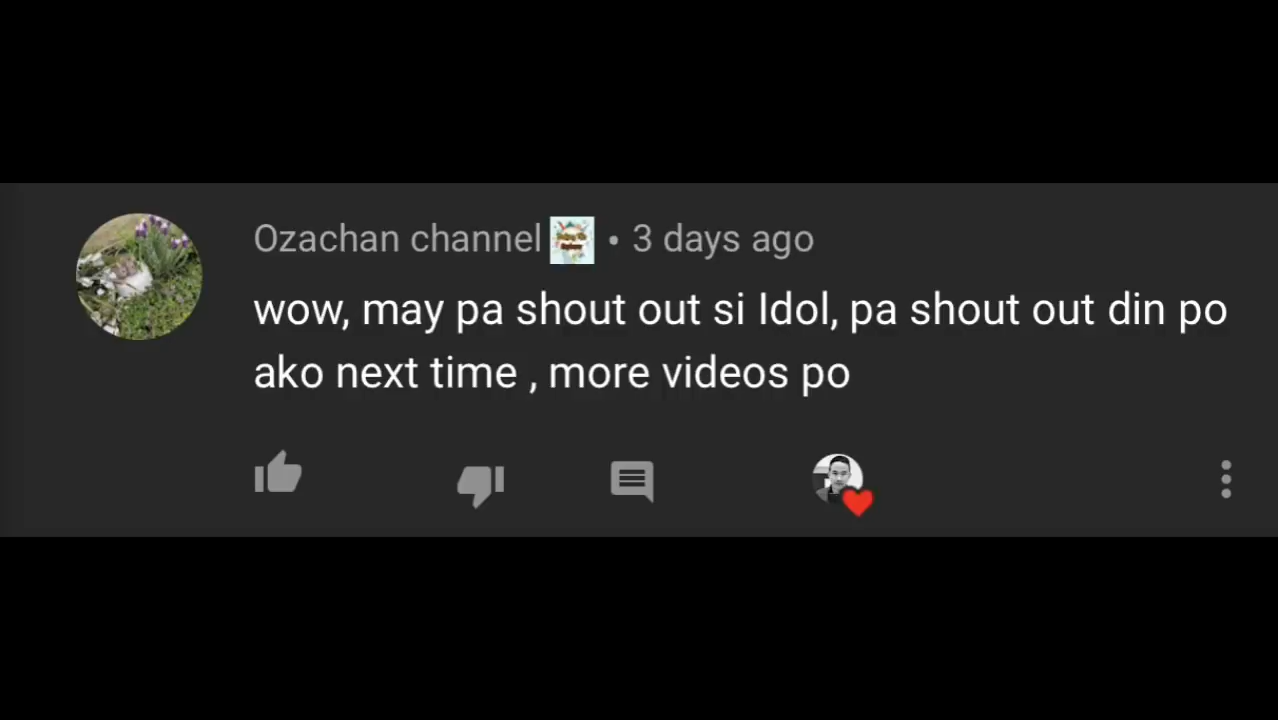 Ozachan channel • 3 days ago
wow, may pa shout out si Idol, pa shout out din po
ako next time , more videos po